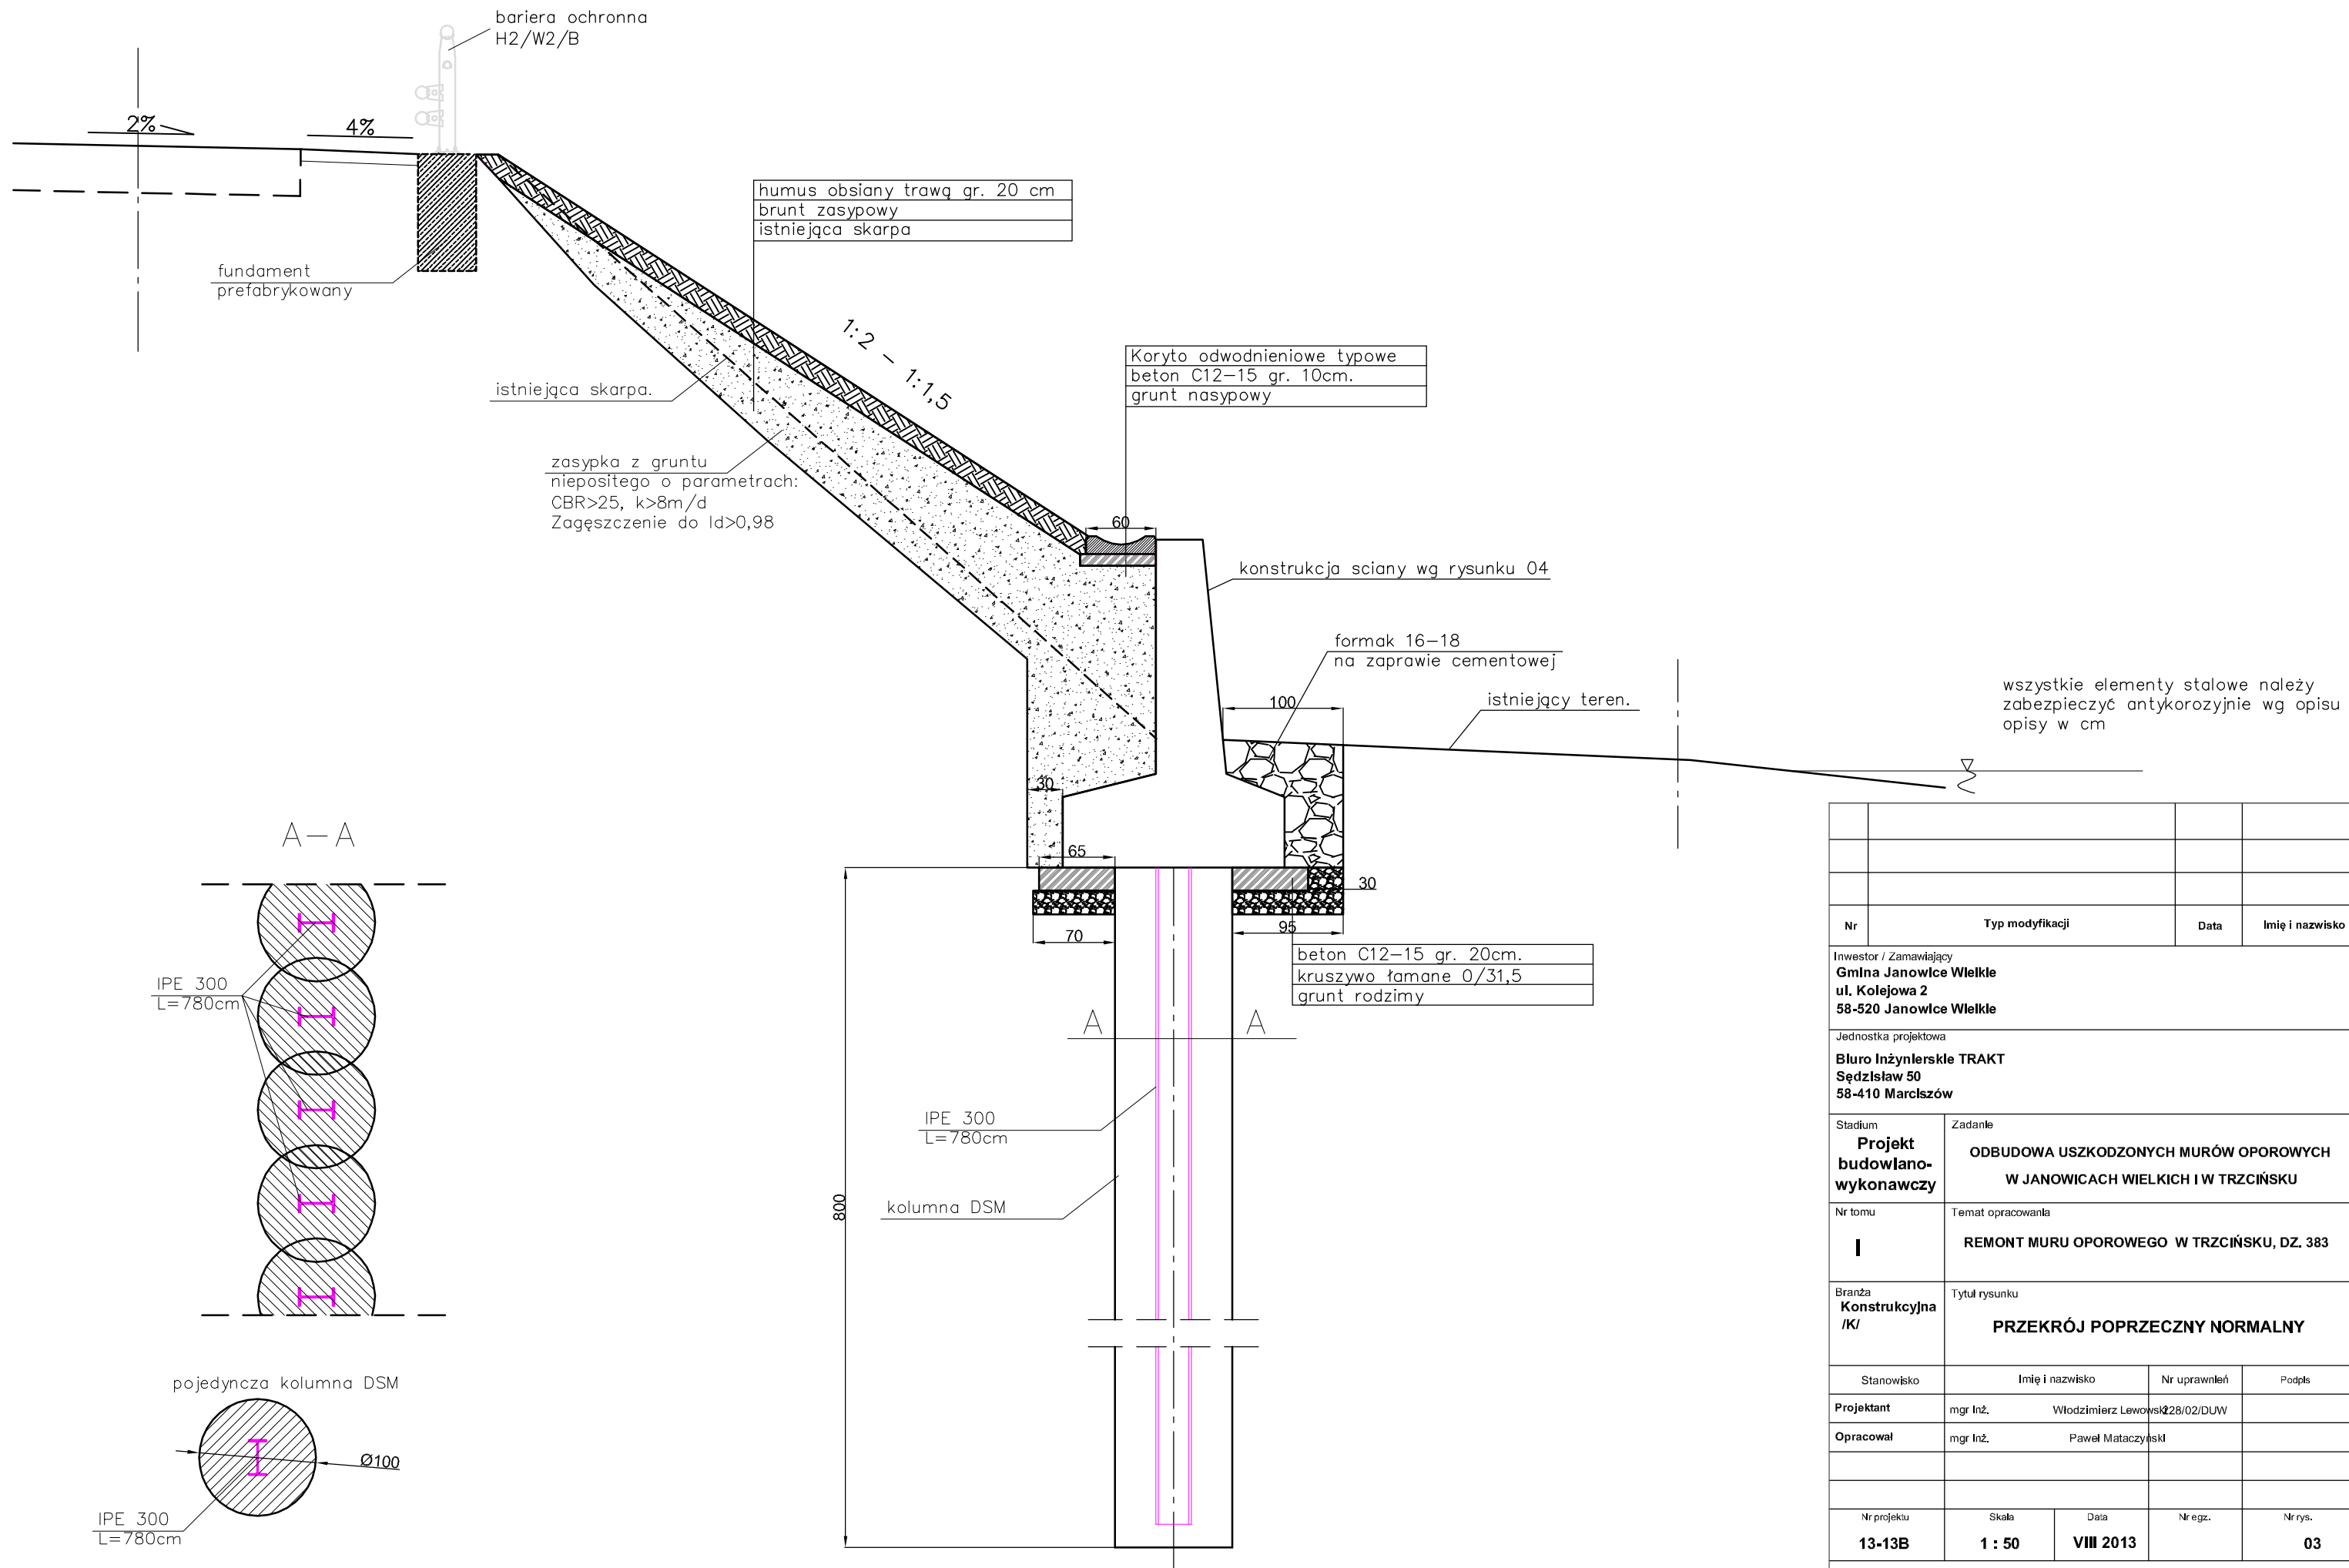 bariera ochronna
H2/W2/B
2%
4%
humus obsiany trawą gr. 20 cm
brunt zasypowy
istniejąca skarpa
fundament
prefabrykowany
1:2 – 1:1,5
Koryto odwodnieniowe typowe
beton C12–15 gr. 10cm.
grunt nasypowy
istniejąca skarpa.
zasypka z gruntu
niepositego o parametrach:
CBR>25, k>8m/d
Zagęszczenie do Id>0,98
60
konstrukcja sciany wg rysunku 04
formak 16–18
na zaprawie cementowej
100
istniejący teren.
wszystkie elementy stalowe należy
zabezpieczyć antykorozyjnie wg opisu
opisy w cm
30
65
30
70
95
beton C12–15 gr. 20cm.
kruszywo łamane 0/31,5
grunt rodzimy
A A
IPE 300
L=780cm
kolumna DSM
800
A–A
IPE 300
L=780cm
pojedyncza kolumna DSM
Ø100
IPE 300
L=780cm
Nr Typ modyfikacji Data Imię i nazwisko
Inwestor / Zamawiający
Gmina Janowice Wielkie
ul. Kolejowa 2
58-520 Janowice Wielkie
Jednostka projektowa
Biuro Inżynierskie TRAKT
Sędzisław 50
58-410 Marciszów
Stadium
Projekt
budowlano-
wykonawczy
Zadanie
ODBUDOWA USZKODZONYCH MURÓW OPOROWYCH
W JANOWICACH WIELKICH I W TRZCIŃSKU
Nr tomu
I
Temat opracowania
REMONT MURU OPOROWEGO W TRZCIŃSKU, DZ. 383
Branża
Konstrukcyjna
/K/
Tytuł rysunku
PRZEKRÓJ POPRZECZNY NORMALNY
Stanowisko Imię i nazwisko Nr uprawnień Podpis
Projektant mgr inż. Włodzimierz Lewowski 228/02/DUW
Opracował mgr inż. Paweł Mataczyński
Nr projektu Skala Data Nr egz. Nr rys.
13-13B 1 : 50 VIII 2013 03